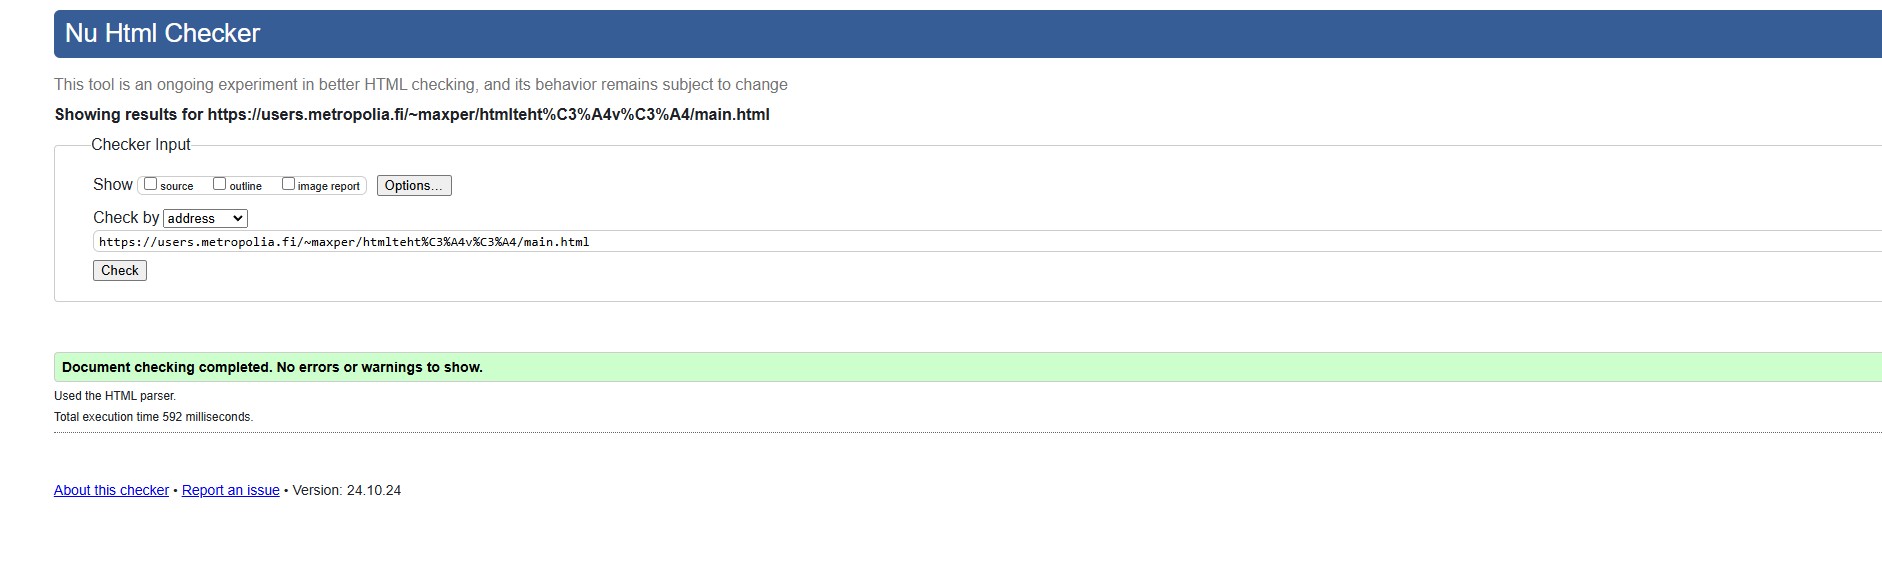 Nu Html Checker
This tool is an ongoing experiment in better HTML checking, and its behavior remains subject to change
Showing results for https://users.metropolia.fi/~maxper/htmlteht%C3%A4v%C3%A4/main.html
Checker Input
Show source outline image report Options...
Check by address
https://users.metropolia.fi/~maxper/htmlteht%C3%A4v%C3%A4/main.html
Check
Document checking completed. No errors or warnings to show.
Used the HTML parser.
Total execution time 592 milliseconds.
About this checker • Report an issue • Version: 24.10.24